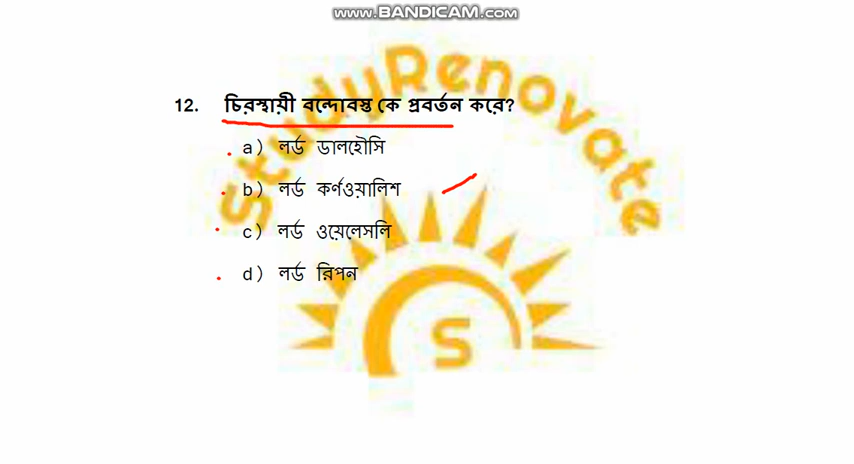 www.BANDICAM.com
StudyRenovate
12. চিরস্থায়ী বন্দোবস্ত কে প্রবর্তন করে?
a) লর্ড ডালহৌসি
b) লর্ড কর্ণওয়ালিশ
c) লর্ড ওয়েলেসলি
d) লর্ড রিপন
S